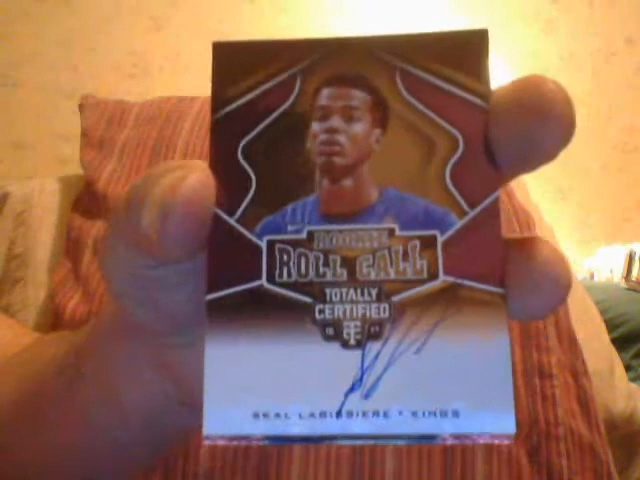 ROOKIE
ROLL CALL
TOTALLY
CERTIFIED
SKAL LABISSIERE • KINGS